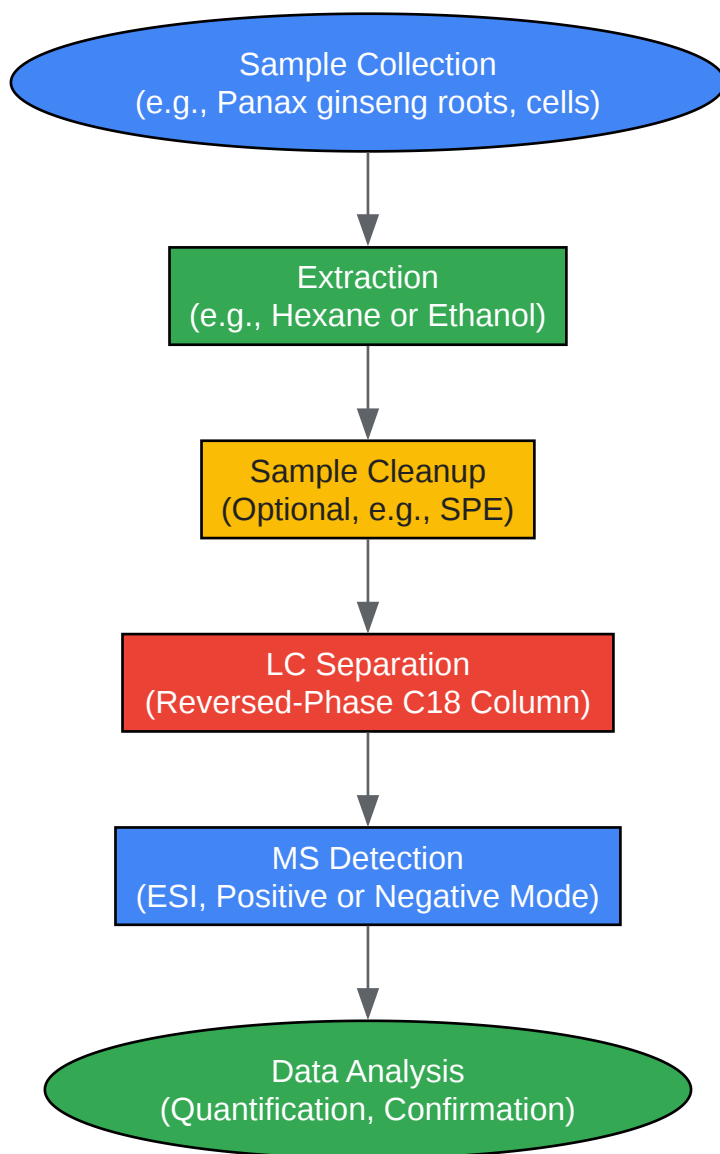 Sample Collection
(e.g., Panax ginseng roots, cells)
Extraction
(e.g., Hexane or Ethanol)
Sample Cleanup
(Optional, e.g., SPE)
LC Separation
(Reversed-Phase C18 Column)
MS Detection
(ESI, Positive or Negative Mode)
Data Analysis
(Quantification, Confirmation)